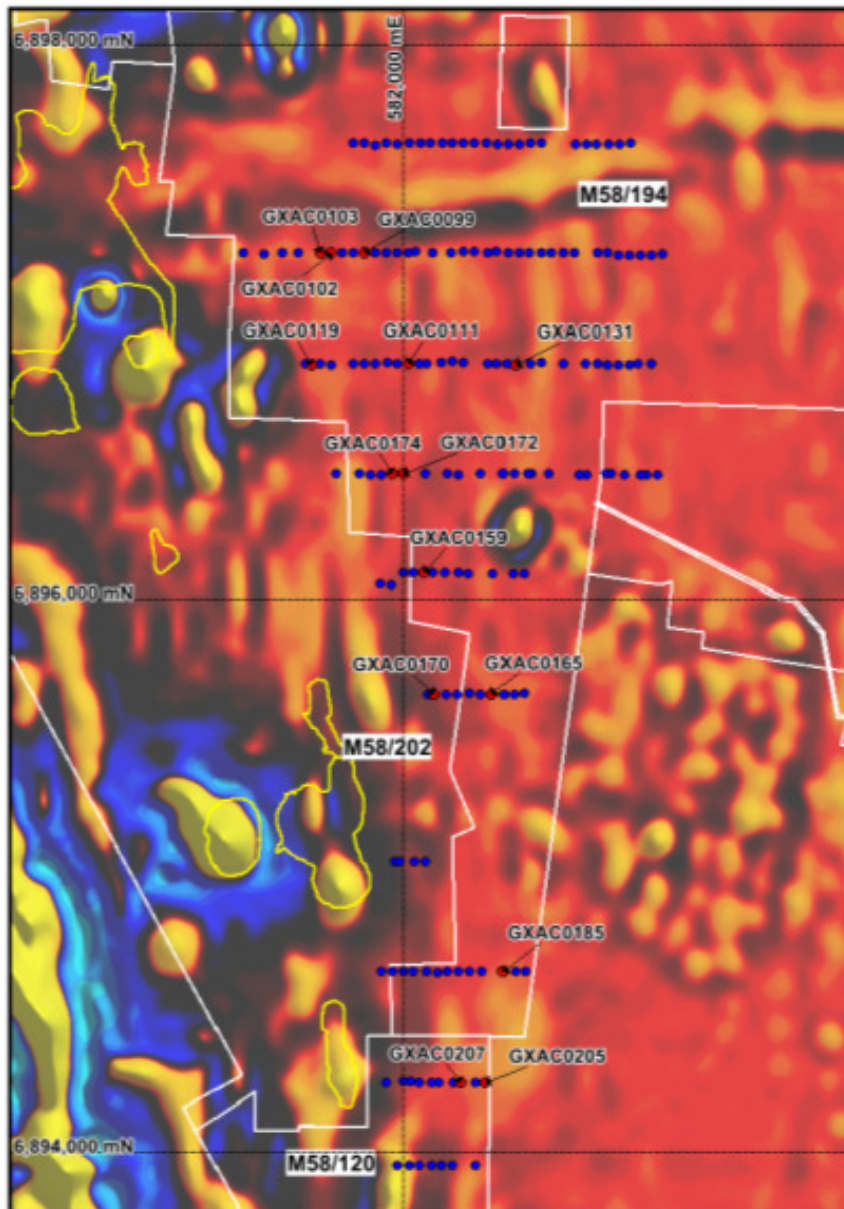 6,898,000 mN
582,000 mE
M58/194
GXAC0103
GXAC0099
GXAC0102
GXAC0119
GXAC0111
GXAC0131
GXAC0174
GXAC0172
GXAC0159
6,896,000 mN
GXAC0170
GXAC0165
M58/202
GXAC0185
GXAC0207
GXAC0205
6,894,000 mN
M58/120